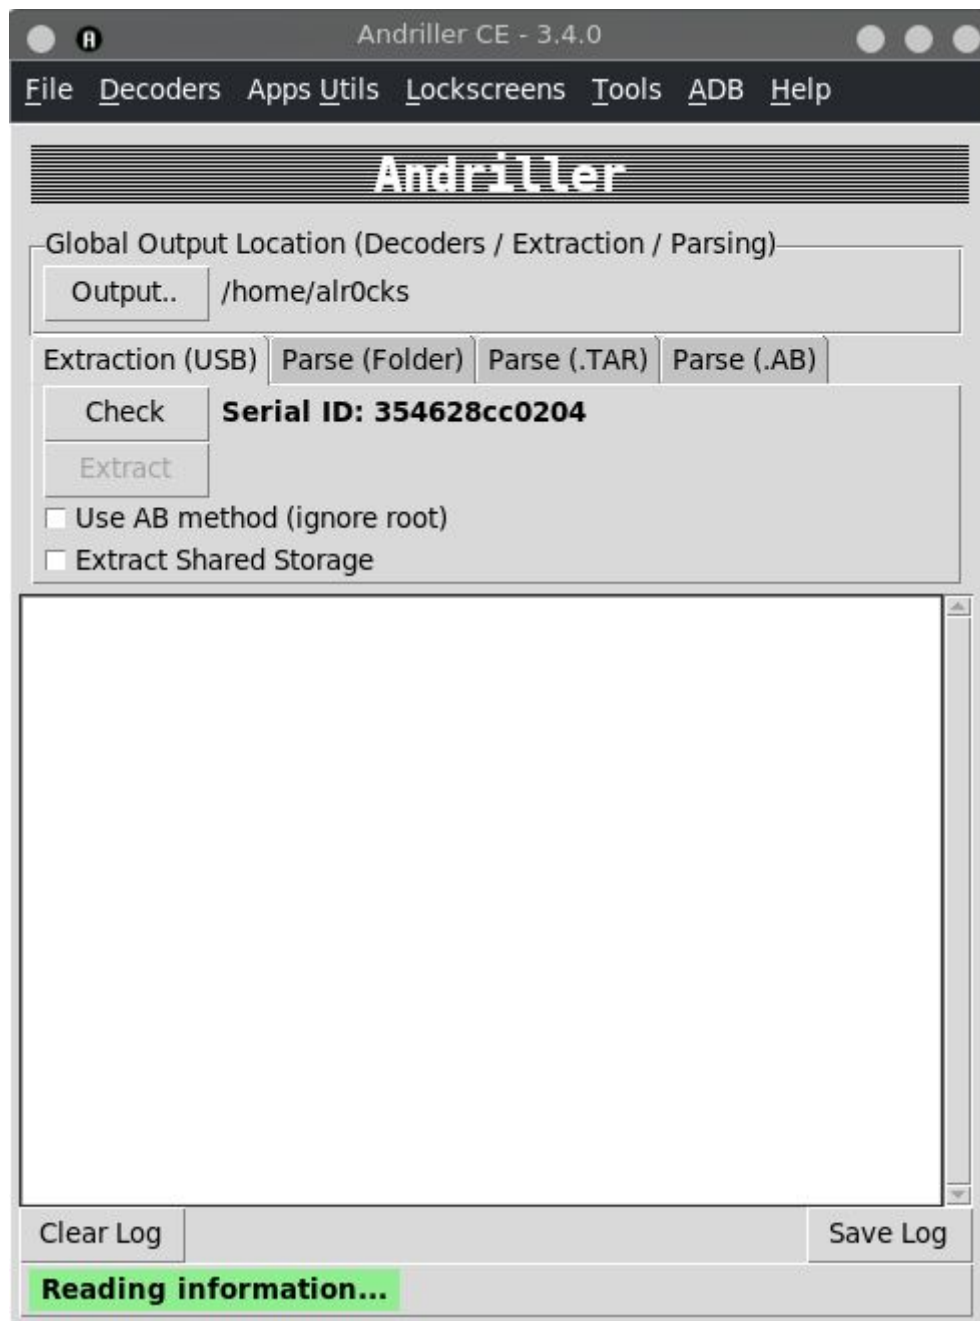 Andriller CE - 3.4.0
File Decoders Apps Utils Lockscreens Tools ADB Help
Andriller
Global Output Location (Decoders / Extraction / Parsing)
Output.. /home/alr0cks
Extraction (USB) Parse (Folder) Parse (.TAR) Parse (.AB)
Check Serial ID: 354628cc0204
Extract
Use AB method (ignore root)
Extract Shared Storage
Clear Log Save Log
Reading information...